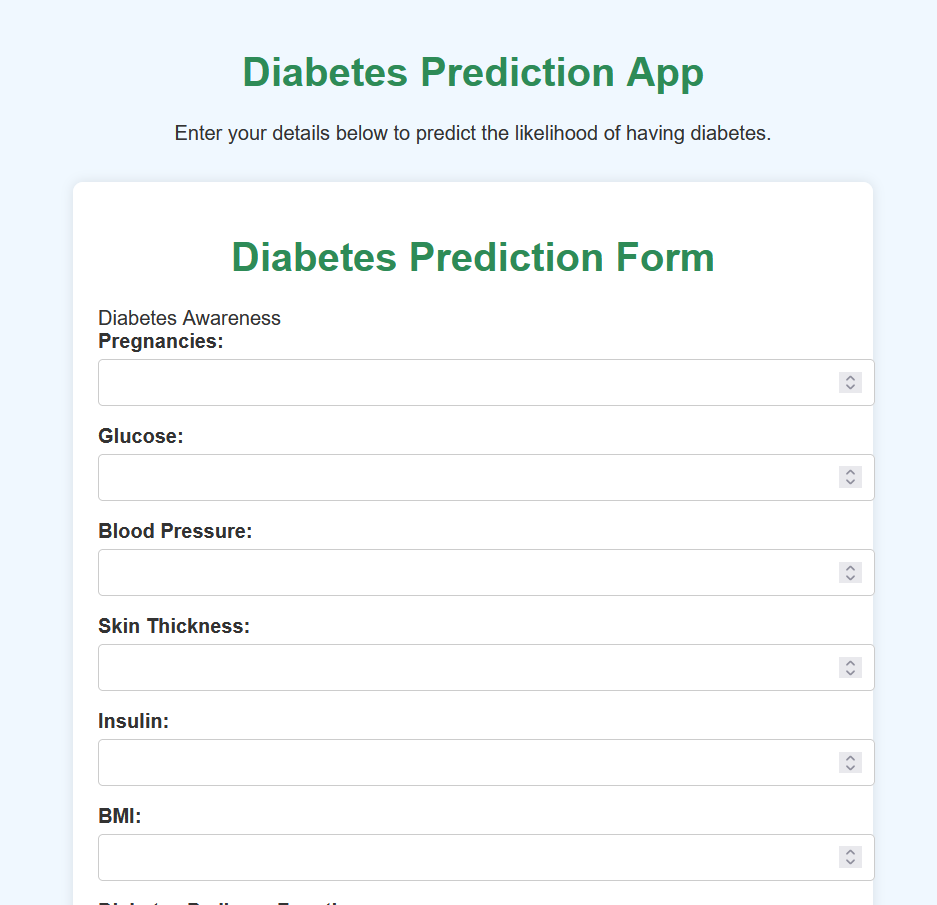 Diabetes Prediction App
Enter your details below to predict the likelihood of having diabetes.
Diabetes Prediction Form
Diabetes Awareness
Pregnancies:
Glucose:
Blood Pressure:
Skin Thickness:
Insulin:
BMI: